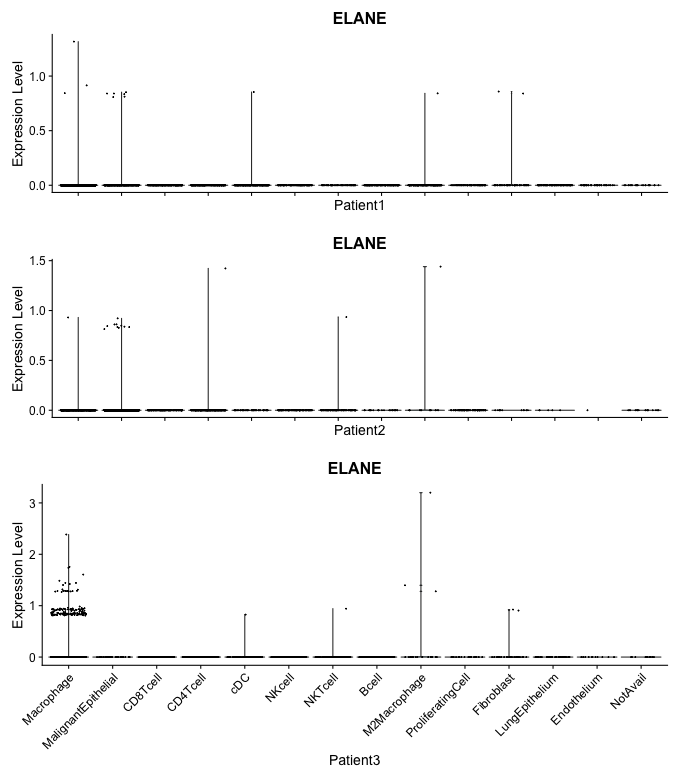 ELANE
Expression Level
1.0
0.5
0.0
Patient1
ELANE
Expression Level
1.5
1.0
0.5
0.0
Patient2
ELANE
Expression Level
3
2
1
0
Macrophage
MalignantEpithelial
CD8Tcell
CD4Tcell
cDC
NKcell
NKTcell
Bcell
M2Macrophage
ProliferatingCell
Fibroblast
LungEpithelium
Endothelium
NotAvail
Patient3